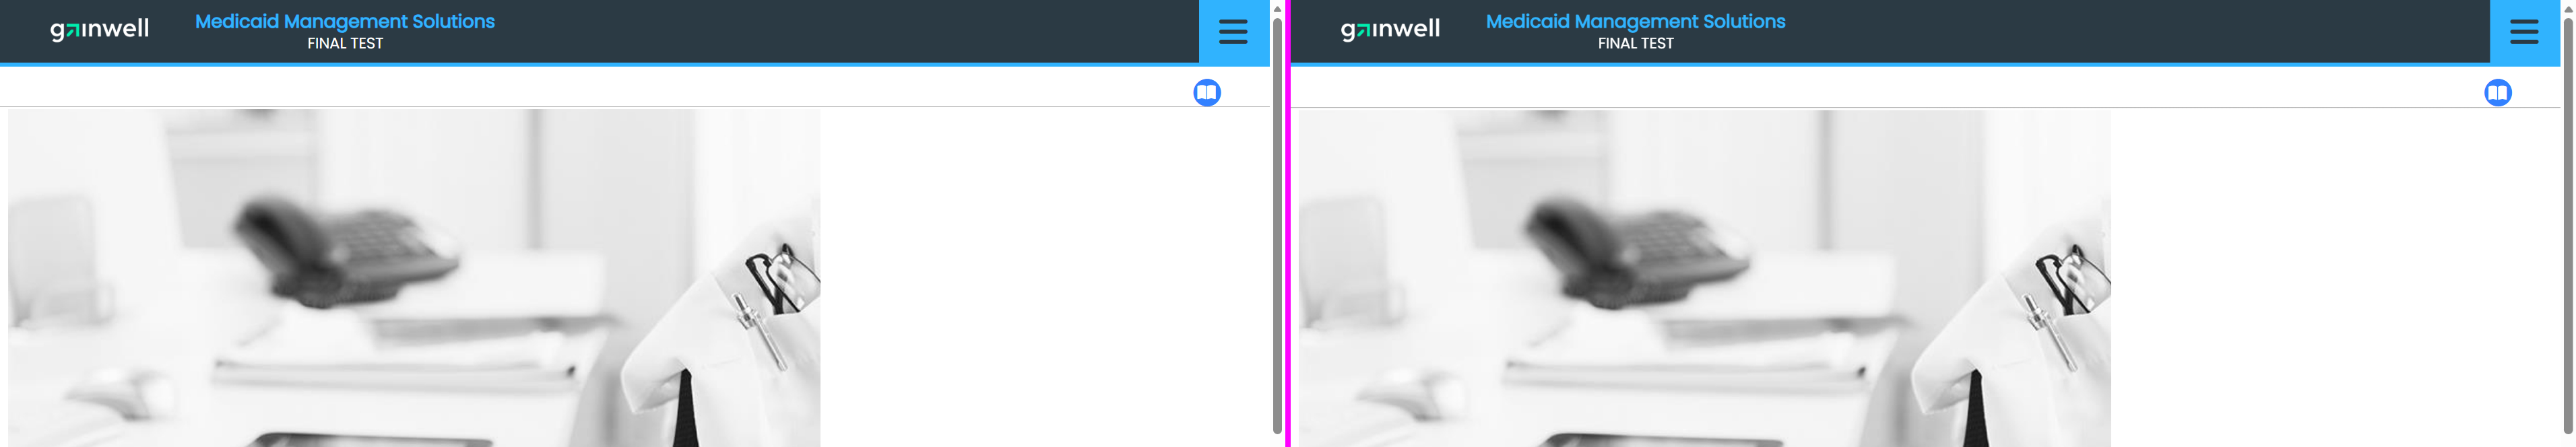 gainwell
Medicaid Management Solutions
FINAL TEST
gainwell
Medicaid Management Solutions
FINAL TEST